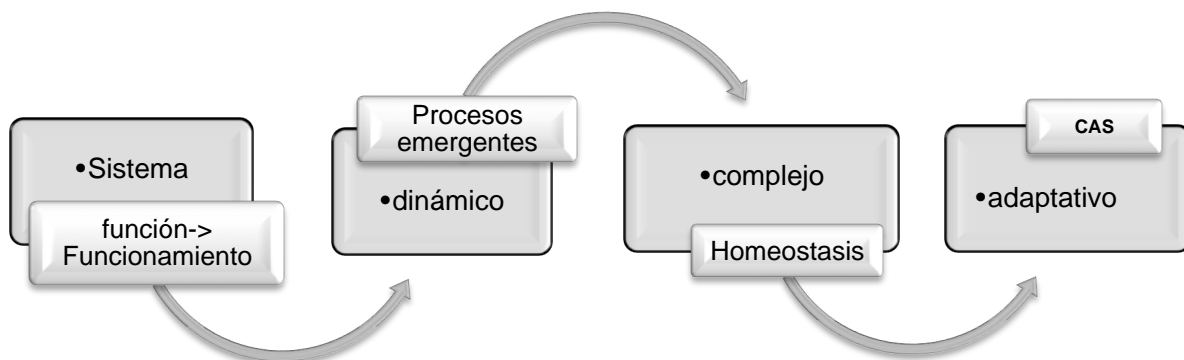 •Sistema
función->
Funcionamiento
Procesos
emergentes
•dinámico
•complejo
Homeostasis
CAS
•adaptativo